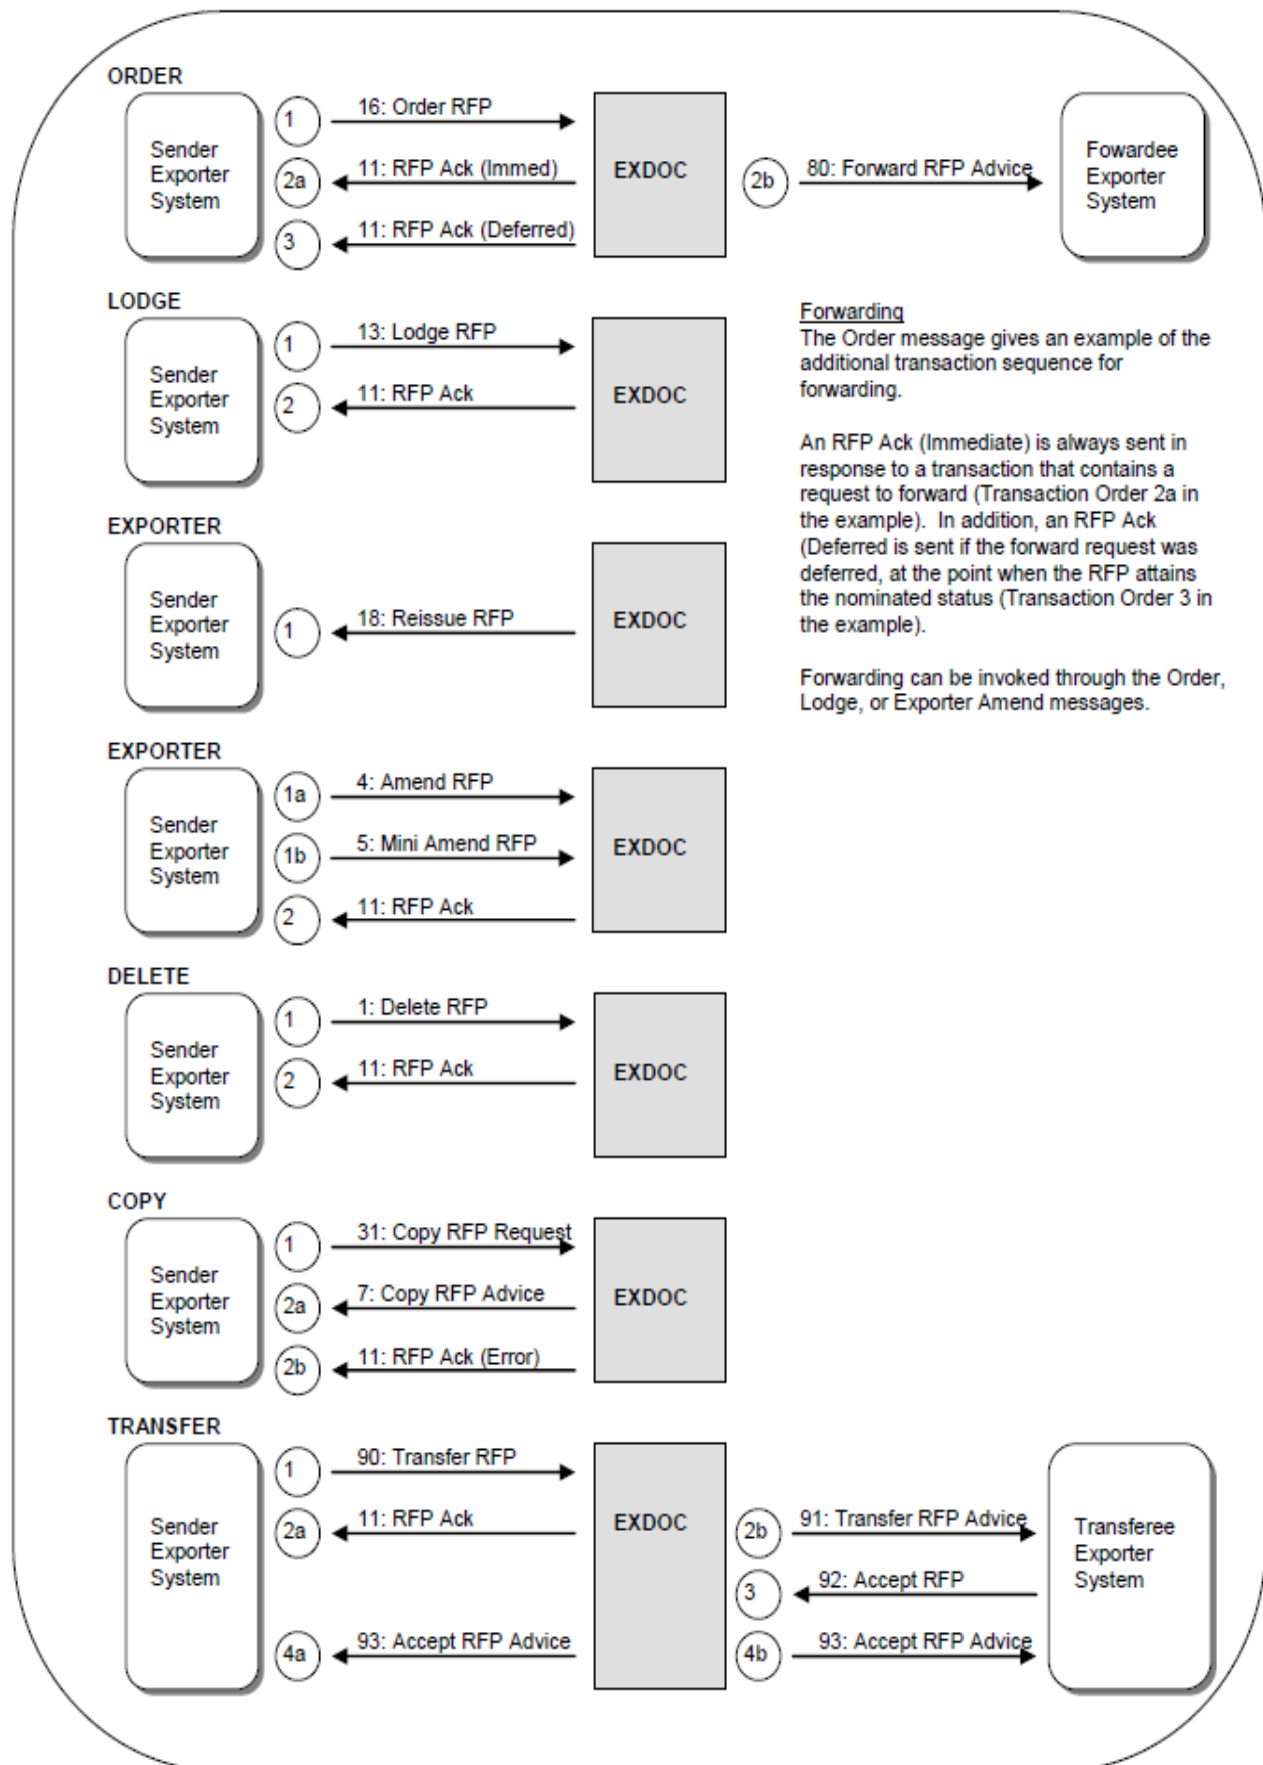 ORDER
Sender
Exporter
System
1
16: Order RFP
2a
11: RFP Ack (Immed)
3
11: RFP Ack (Deferred)
EXDOC
2b
80: Forward RFP Advice
Fowardee
Exporter
System
LODGE
Sender
Exporter
System
1
13: Lodge RFP
2
11: RFP Ack
EXDOC
Forwarding
The Order message gives an example of the
additional transaction sequence for
forwarding.
An RFP Ack (Immediate) is always sent in
response to a transaction that contains a
request to forward (Transaction Order 2a in
the example). In addition, an RFP Ack
(Deferred is sent if the forward request was
deferred, at the point when the RFP attains
the nominated status (Transaction Order 3 in
the example).
Forwarding can be invoked through the Order,
Lodge, or Exporter Amend messages.
EXPORTER
Sender
Exporter
System
1
18: Reissue RFP
EXDOC
EXPORTER
Sender
Exporter
System
1a
4: Amend RFP
1b
5: Mini Amend RFP
2
11: RFP Ack
EXDOC
DELETE
Sender
Exporter
System
1
1: Delete RFP
2
11: RFP Ack
EXDOC
COPY
Sender
Exporter
System
1
31: Copy RFP Request
2a
7: Copy RFP Advice
2b
11: RFP Ack (Error)
EXDOC
TRANSFER
Sender
Exporter
System
1
90: Transfer RFP
2a
11: RFP Ack
4a
93: Accept RFP Advice
EXDOC
2b
91: Transfer RFP Advice
3
92: Accept RFP
4b
93: Accept RFP Advice
Transferee
Exporter
System